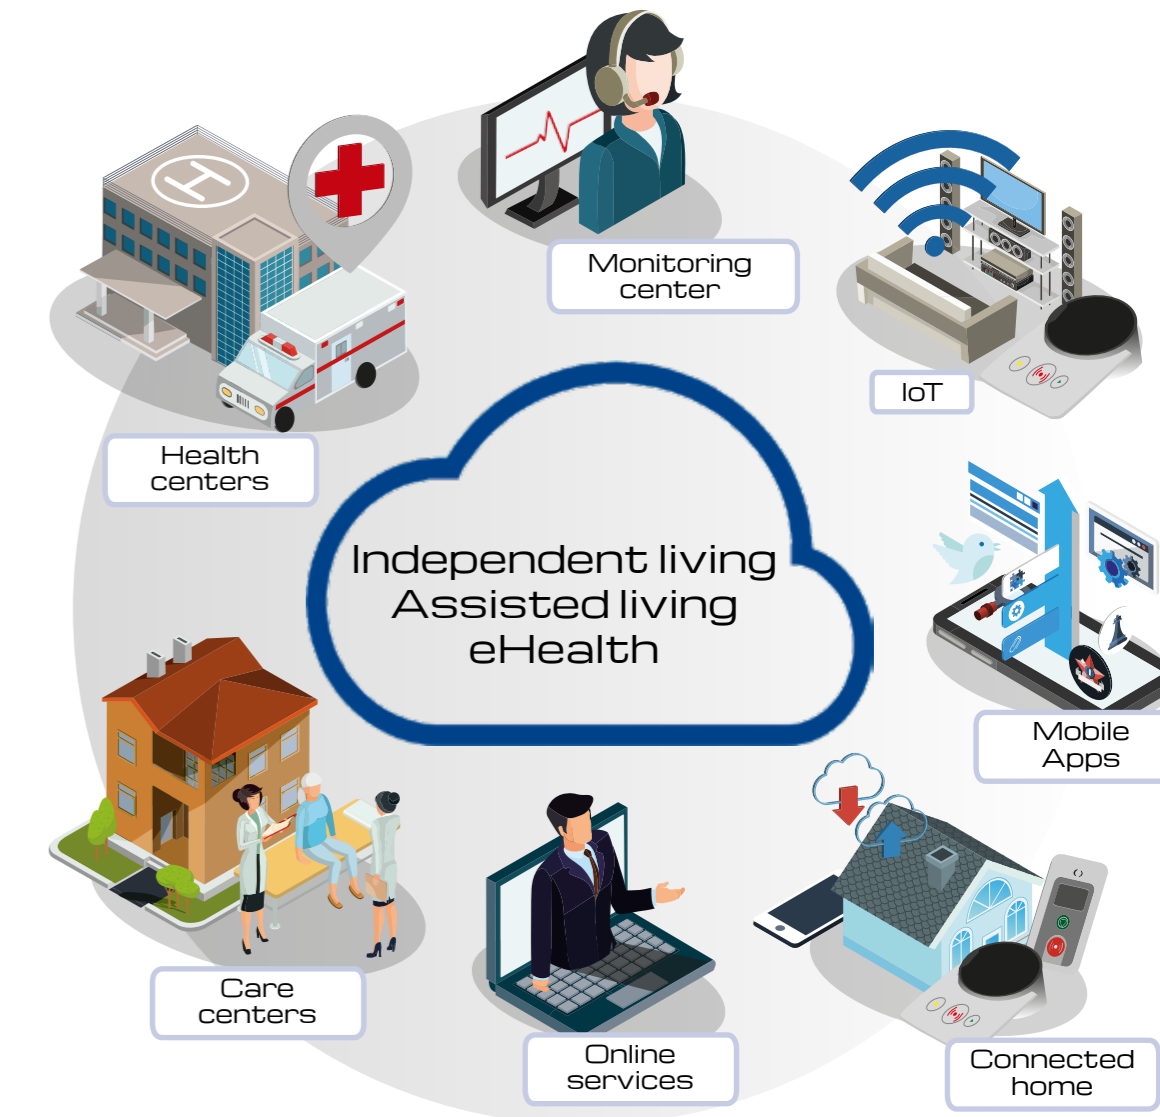 Monitoring
center
IoT
Health
centers
Independent living
Assisted living
eHealth
Mobile
Apps
Care
centers
Online
services
Connected
home
H